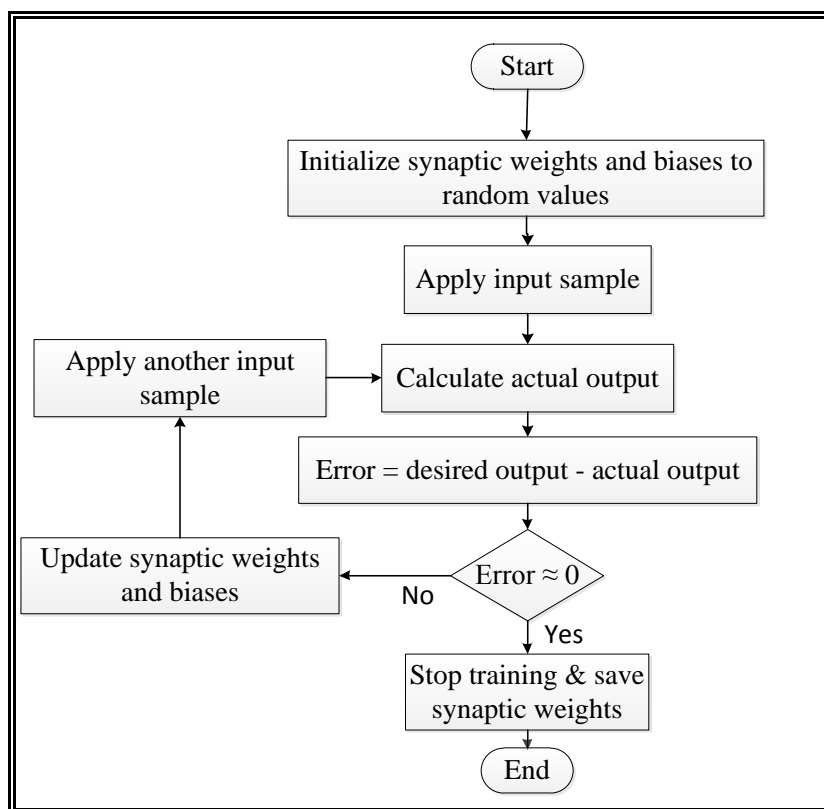 Start
Initialize synaptic weights and biases to
random values
Apply input sample
Apply another input
sample
Calculate actual output
Error = desired output - actual output
Update synaptic weights
and biases
Error ≈ 0
No
Yes
Stop training & save
synaptic weights
End